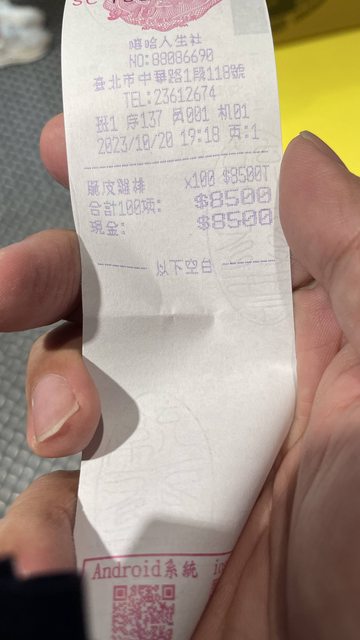 嘻哈人生社
NO:88086690
臺北市中華路1段118號
TEL:23612674
班1 序137 員001 机01
2023/10/20 19:18 頁:1
脆皮雞排 x100 $8500T
合計100項: $8500
現金: $8500
以下空白
Android系統